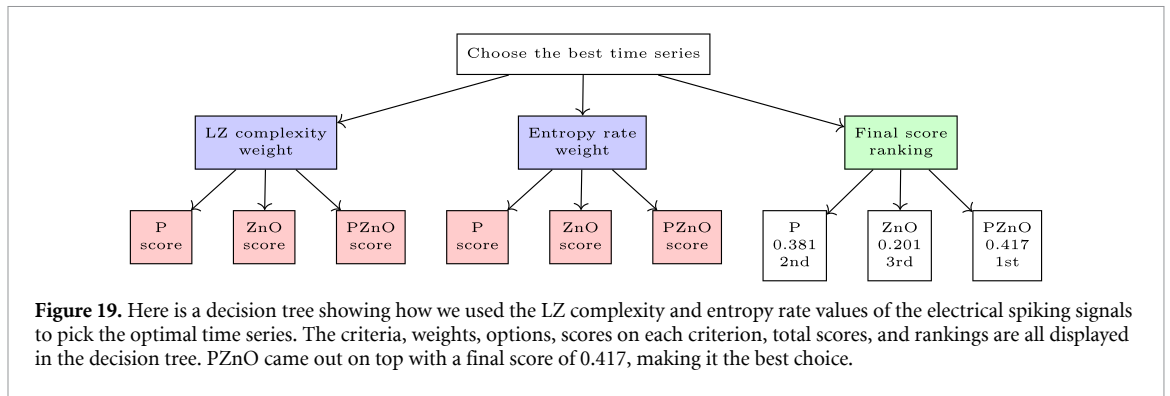 Choose the best time series
LZ complexity
weight
Entropy rate
weight
Final score
ranking
P
score
ZnO
score
PZnO
score
P
score
ZnO
score
PZnO
score
P
0.381
2nd
ZnO
0.201
3rd
PZnO
0.417
1st
Figure 19. Here is a decision tree showing how we used the LZ complexity and entropy rate values of the electrical spiking signals
to pick the optimal time series. The criteria, weights, options, scores on each criterion, total scores, and rankings are all displayed
in the decision tree. PZnO came out on top with a final score of 0.417, making it the best choice.